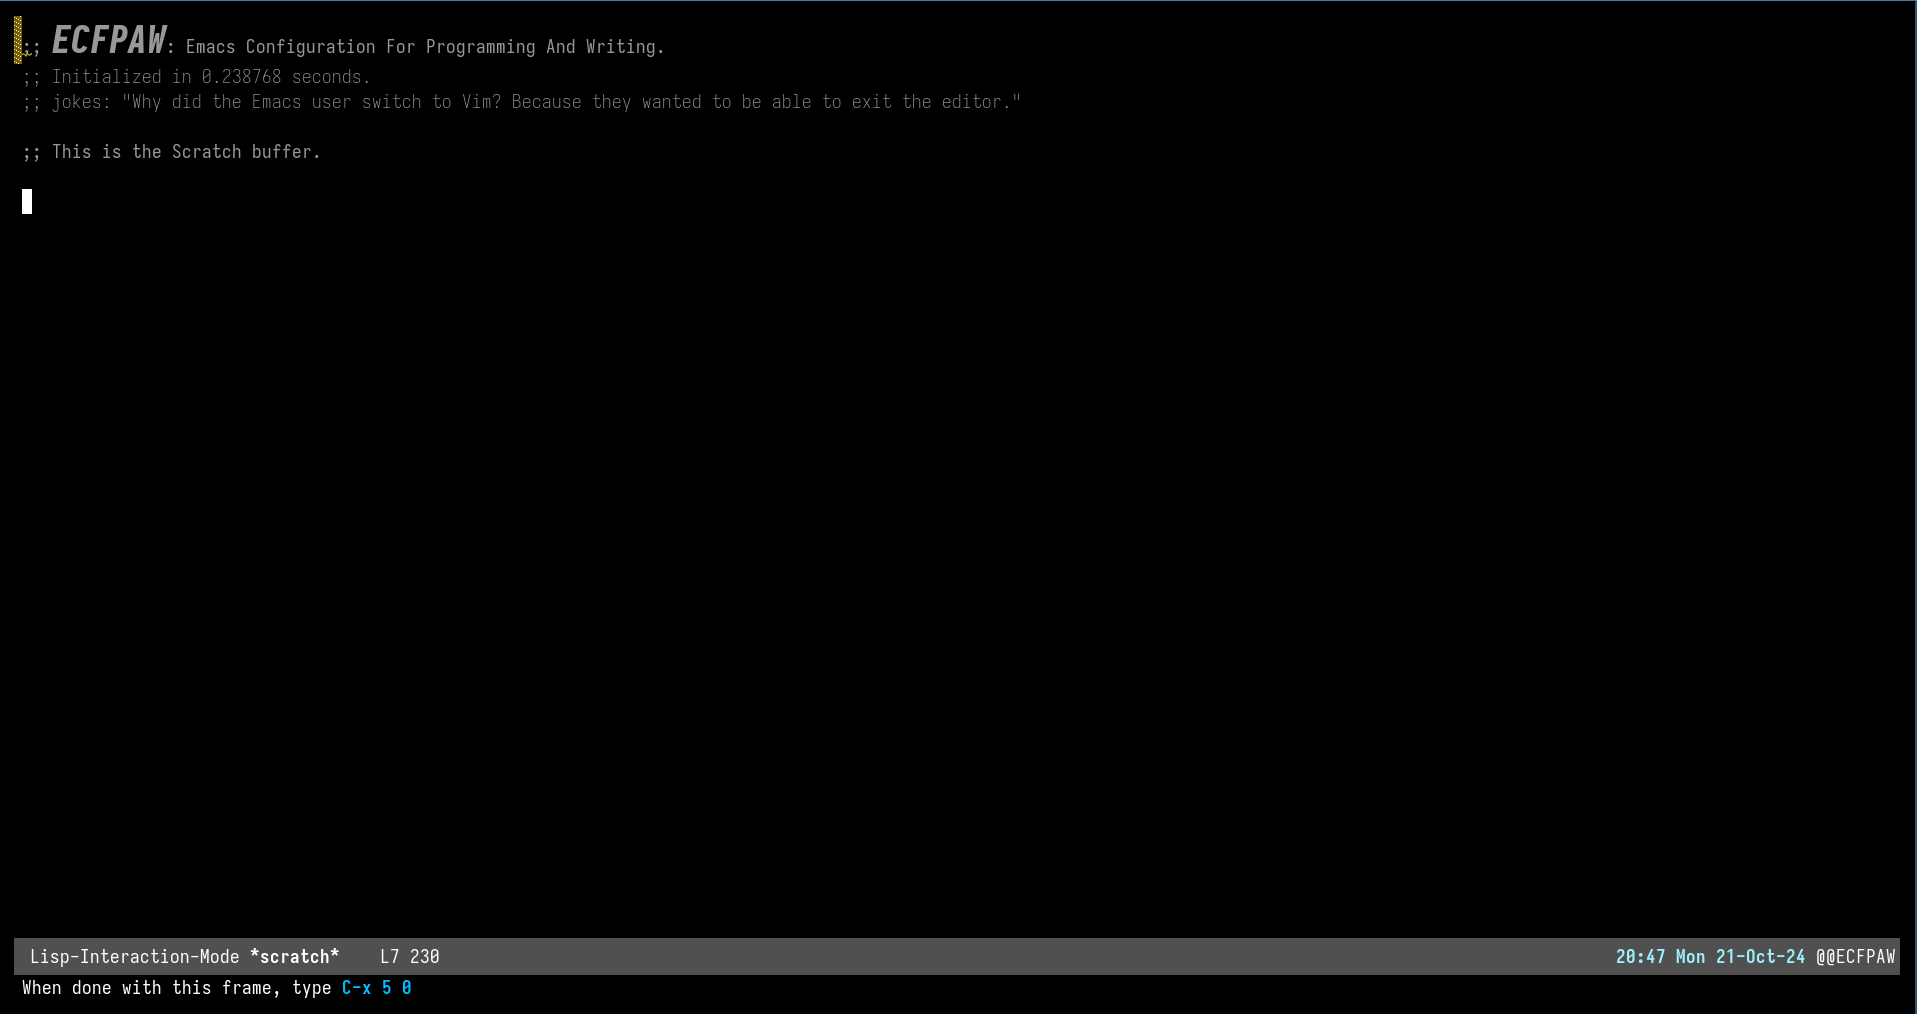 ;; ECFPAW: Emacs Configuration For Programming And Writing.
;; Initialized in 0.238768 seconds.
;; jokes: "Why did the Emacs user switch to Vim? Because they wanted to be able to exit the editor."
;; This is the Scratch buffer.
Lisp-Interaction-Mode *scratch* L7 230 20:47 Mon 21-Oct-24 @@ECFPAW
When done with this frame, type C-x 5 0